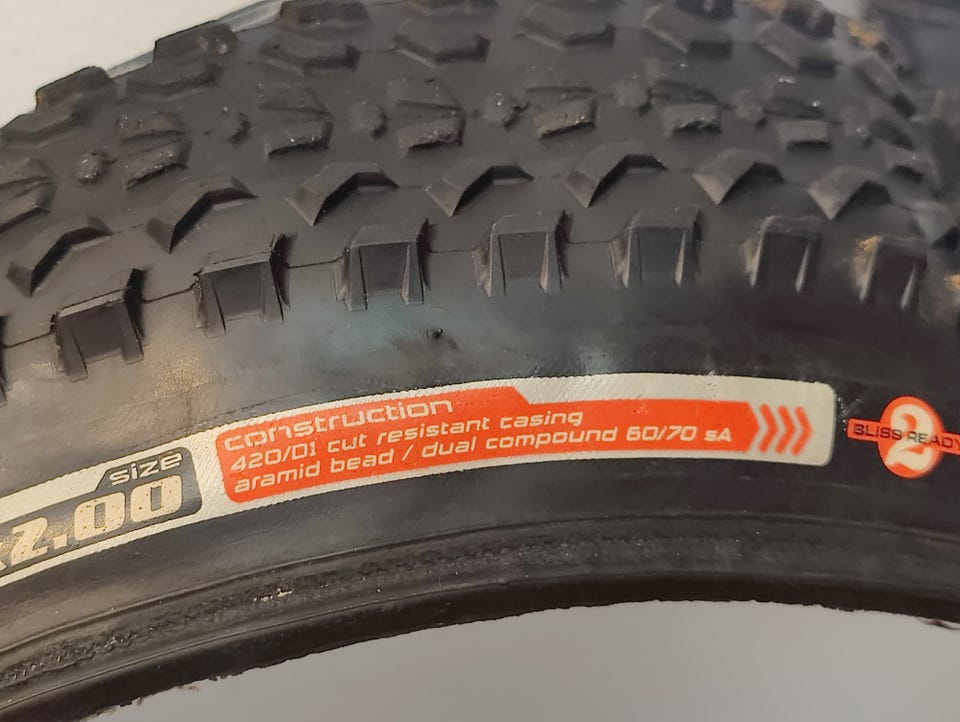 size
x2.00
construction
420/D1 cut resistant casing
aramid bead / dual compound 60/70 sA
2
BLISS READY